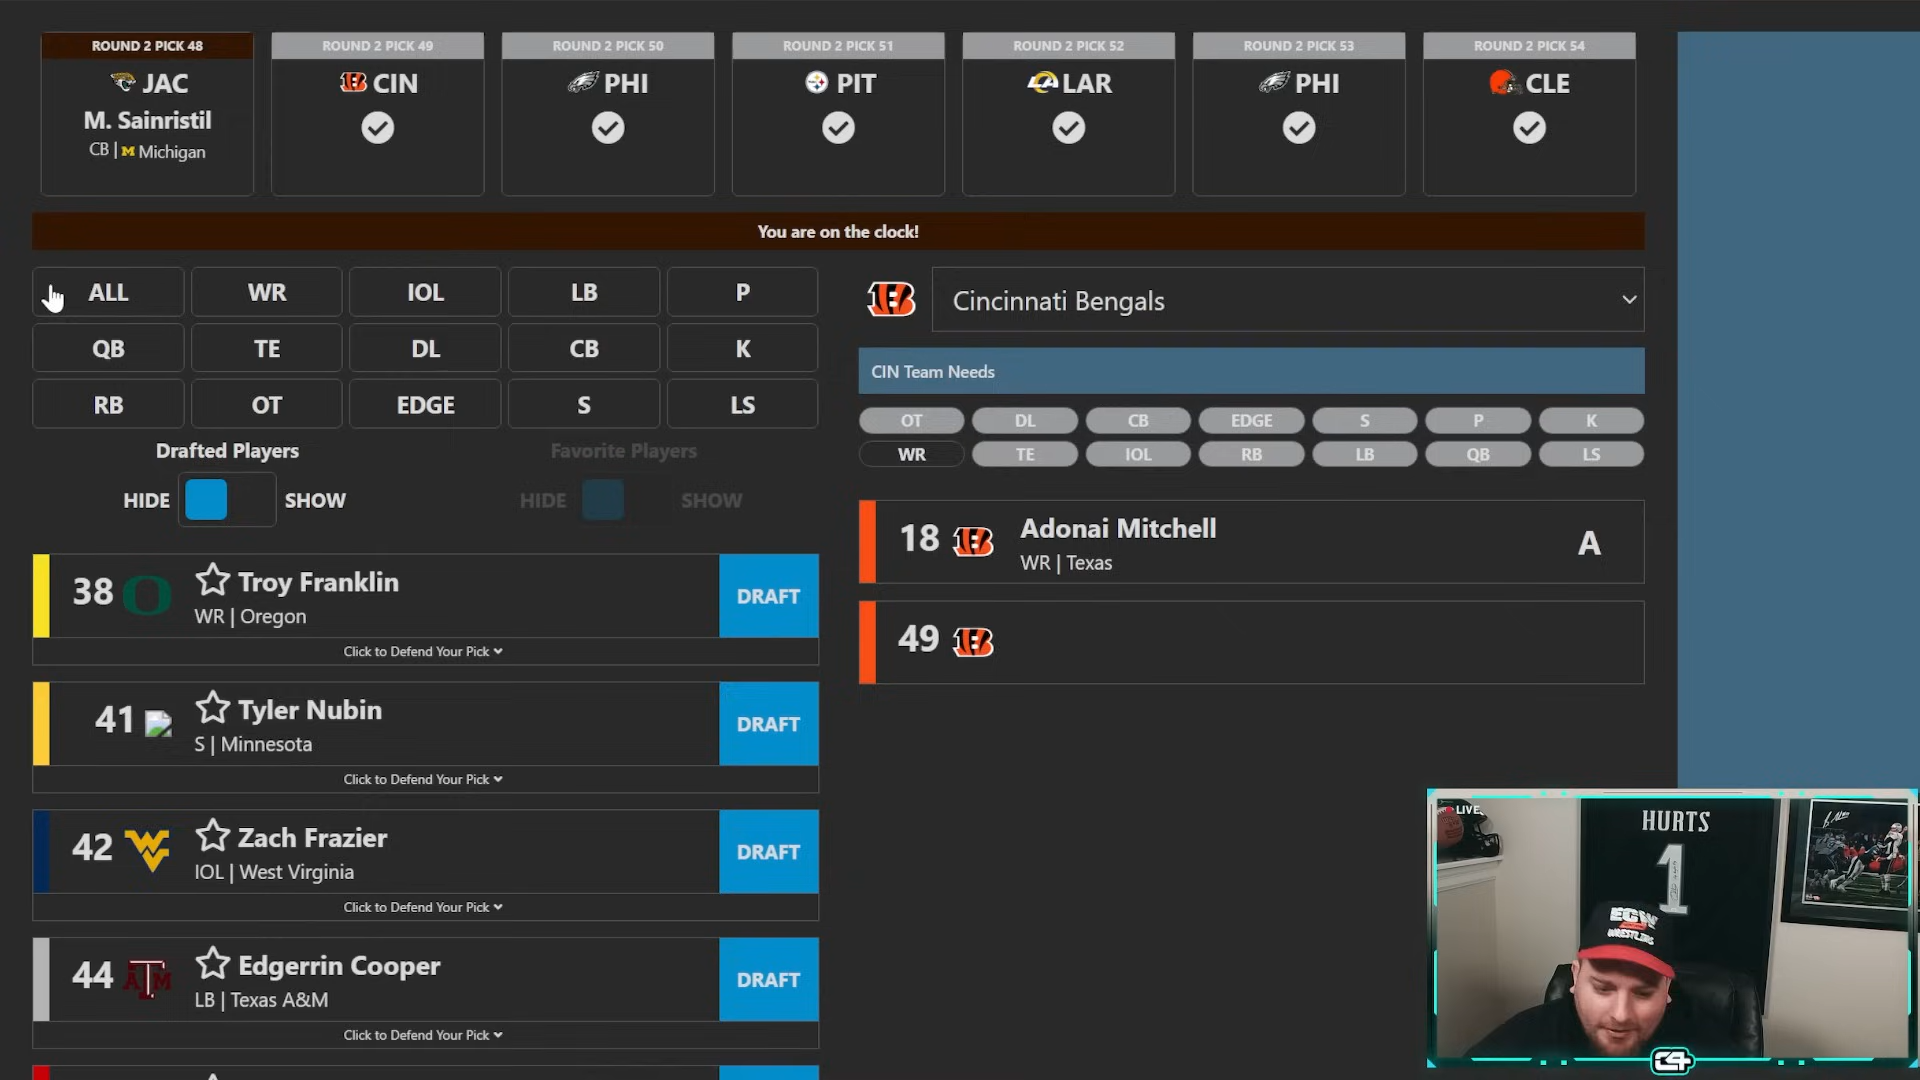 ROUND 2 PICK 48
JAC
M. Sainristil
CB | M Michigan
ROUND 2 PICK 49
CIN
ROUND 2 PICK 50
PHI
ROUND 2 PICK 51
PIT
ROUND 2 PICK 52
LAR
ROUND 2 PICK 53
PHI
ROUND 2 PICK 54
CLE
You are on the clock!
ALL WR IOL LB P
QB TE DL CB K
RB OT EDGE S LS
Drafted Players
HIDE SHOW
Favorite Players
HIDE SHOW
38 Troy Franklin
WR | Oregon
DRAFT
Click to Defend Your Pick
41 Tyler Nubin
S | Minnesota
DRAFT
Click to Defend Your Pick
42 Zach Frazier
IOL | West Virginia
DRAFT
Click to Defend Your Pick
44 Edgerrin Cooper
LB | Texas A&M
DRAFT
Click to Defend Your Pick
Cincinnati Bengals
CIN Team Needs
OT DL CB EDGE S P K
WR TE IOL RB LB QB LS
18 Adonai Mitchell
WR | Texas
A
49
LIVE
HURTS
1
ECW
WRESTLING